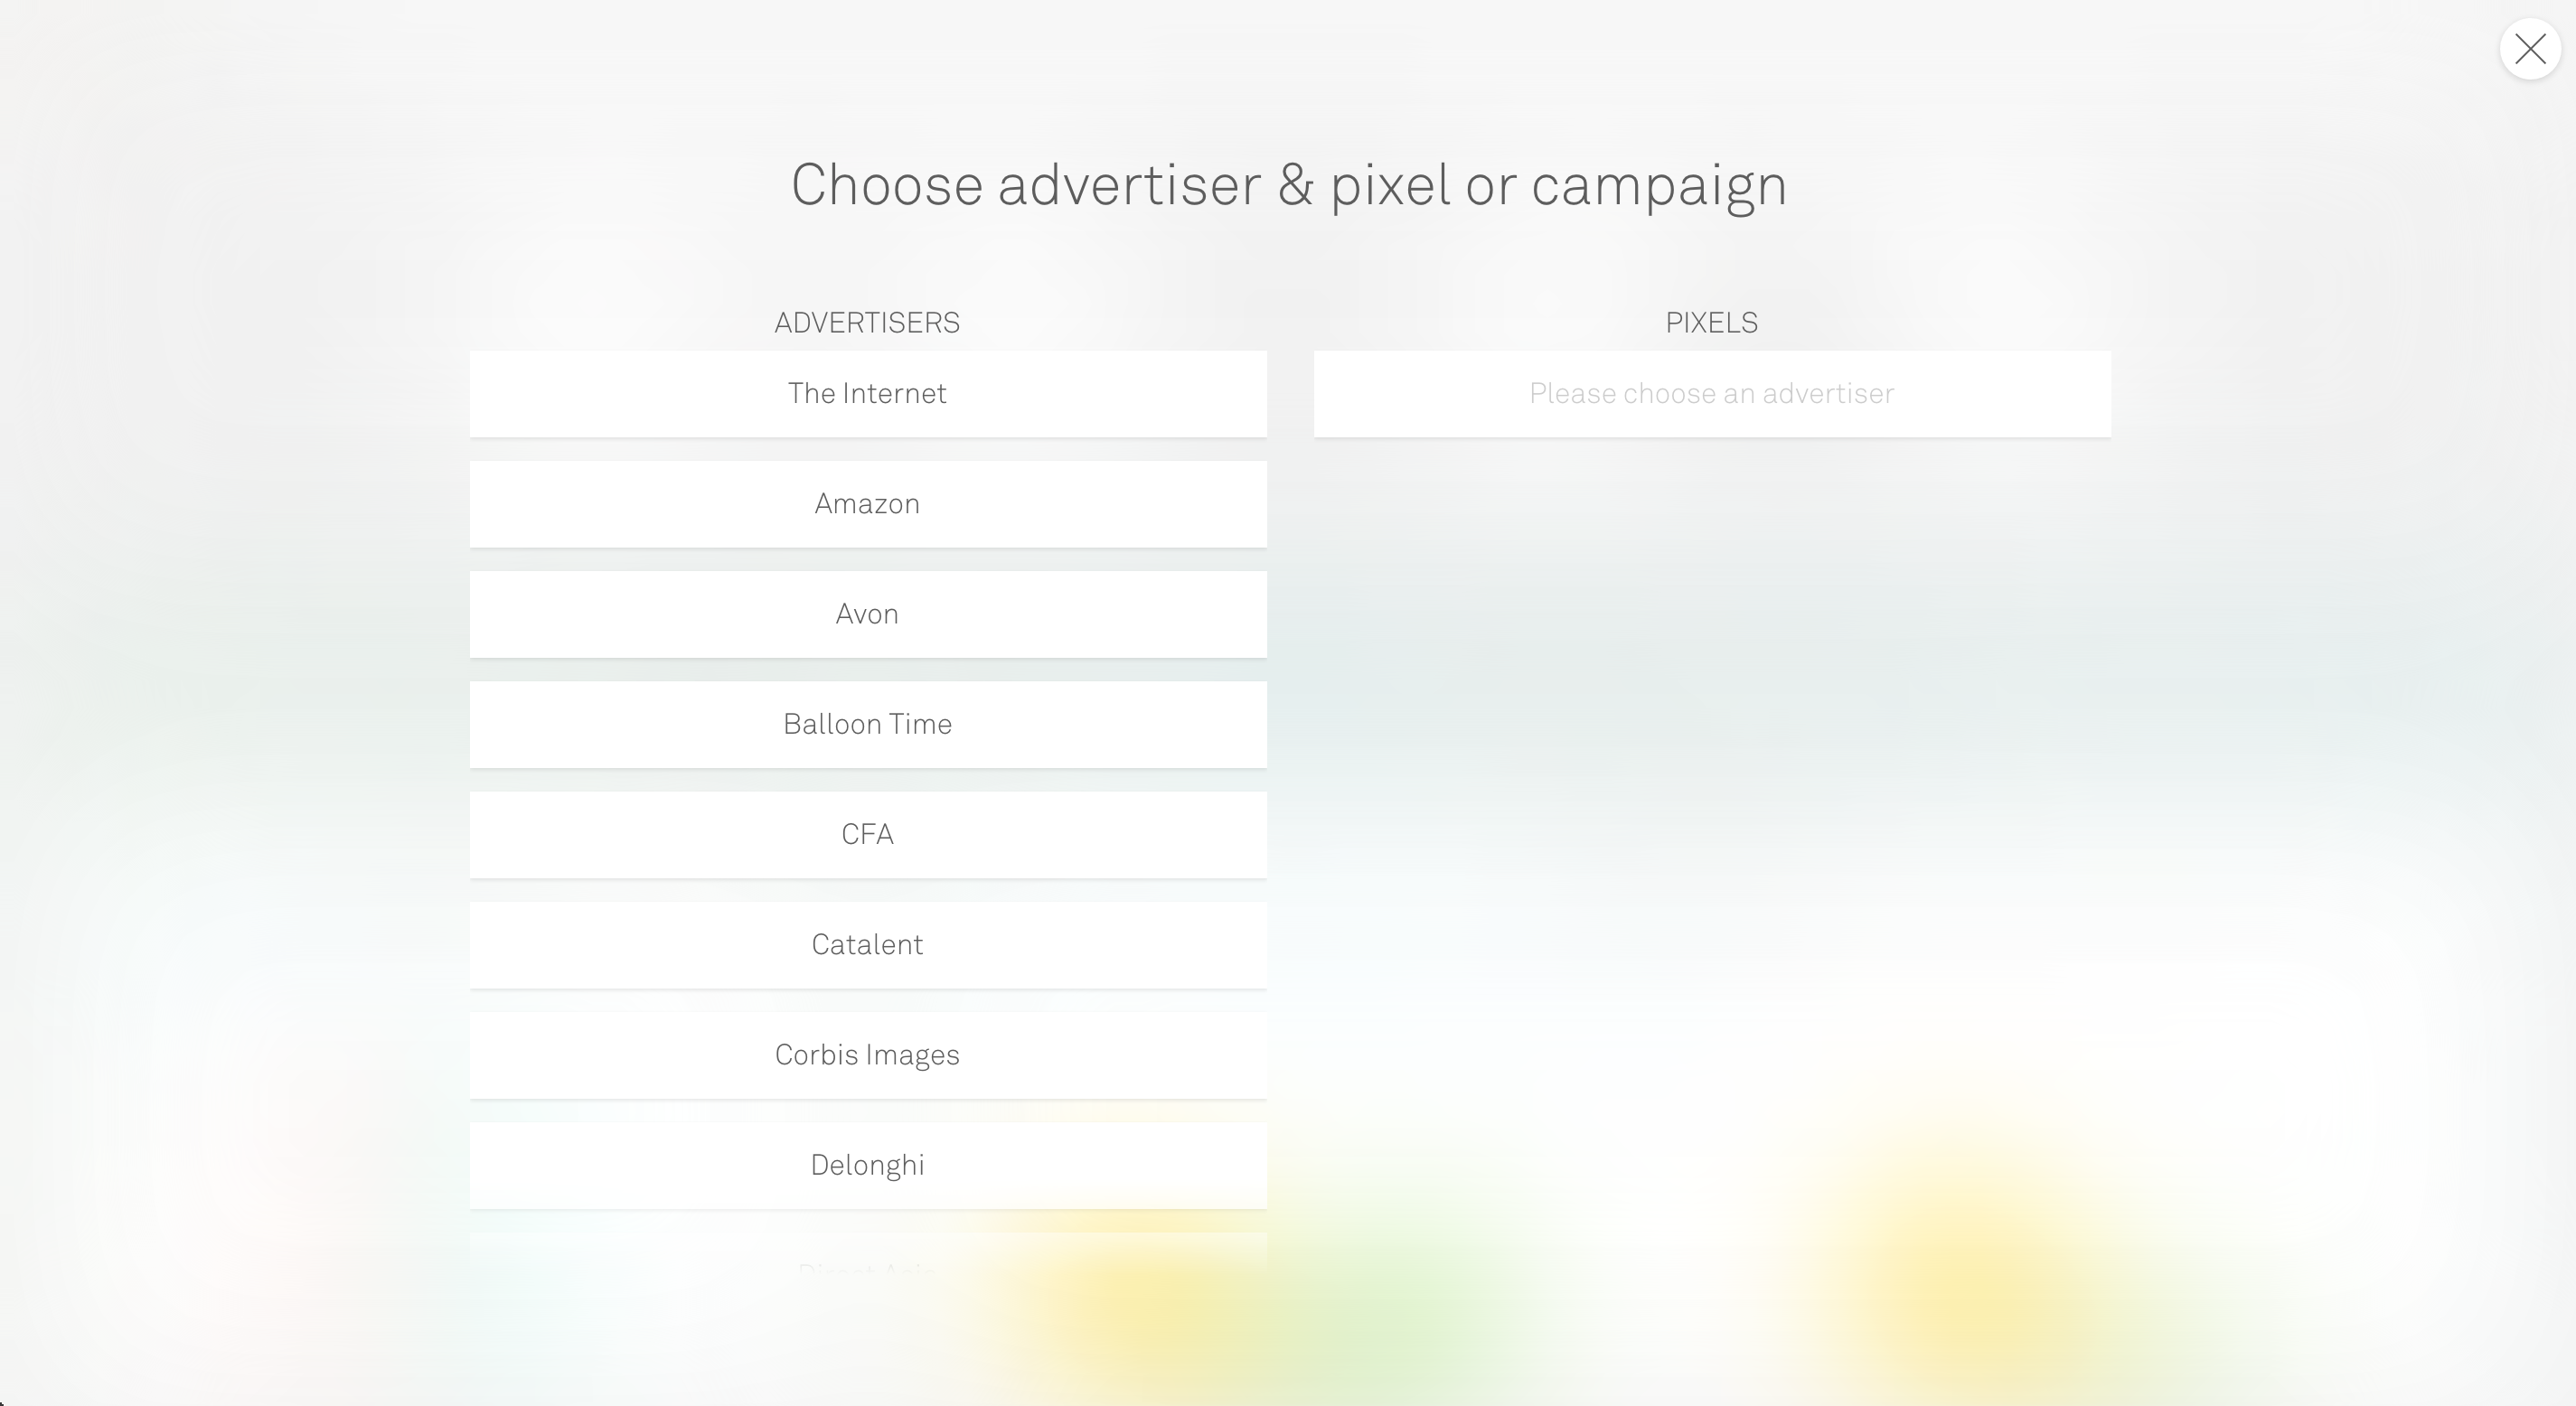 Choose advertiser & pixel or campaign
ADVERTISERS
The Internet
Amazon
Avon
Balloon Time
CFA
Catalent
Corbis Images
Delonghi
PIXELS
Please choose an advertiser